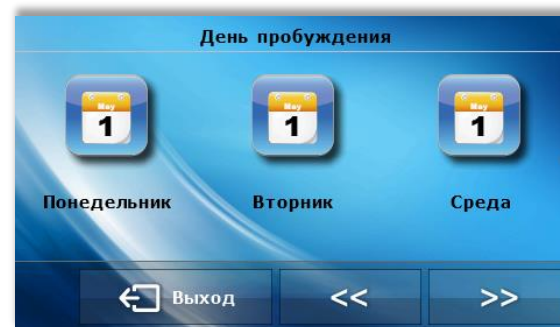 День пробуждения
May May May
1 1 1
Понедельник Вторник Среда
Выход << >>